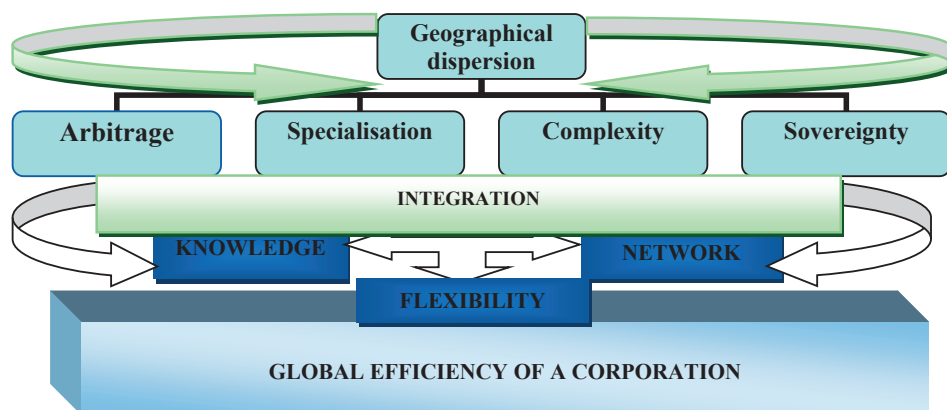 Geographical
dispersion
Arbitrage
Specialisation
Complexity
Sovereignty
INTEGRATION
KNOWLEDGE
NETWORK
FLEXIBILITY
GLOBAL EFFICIENCY OF A CORPORATION